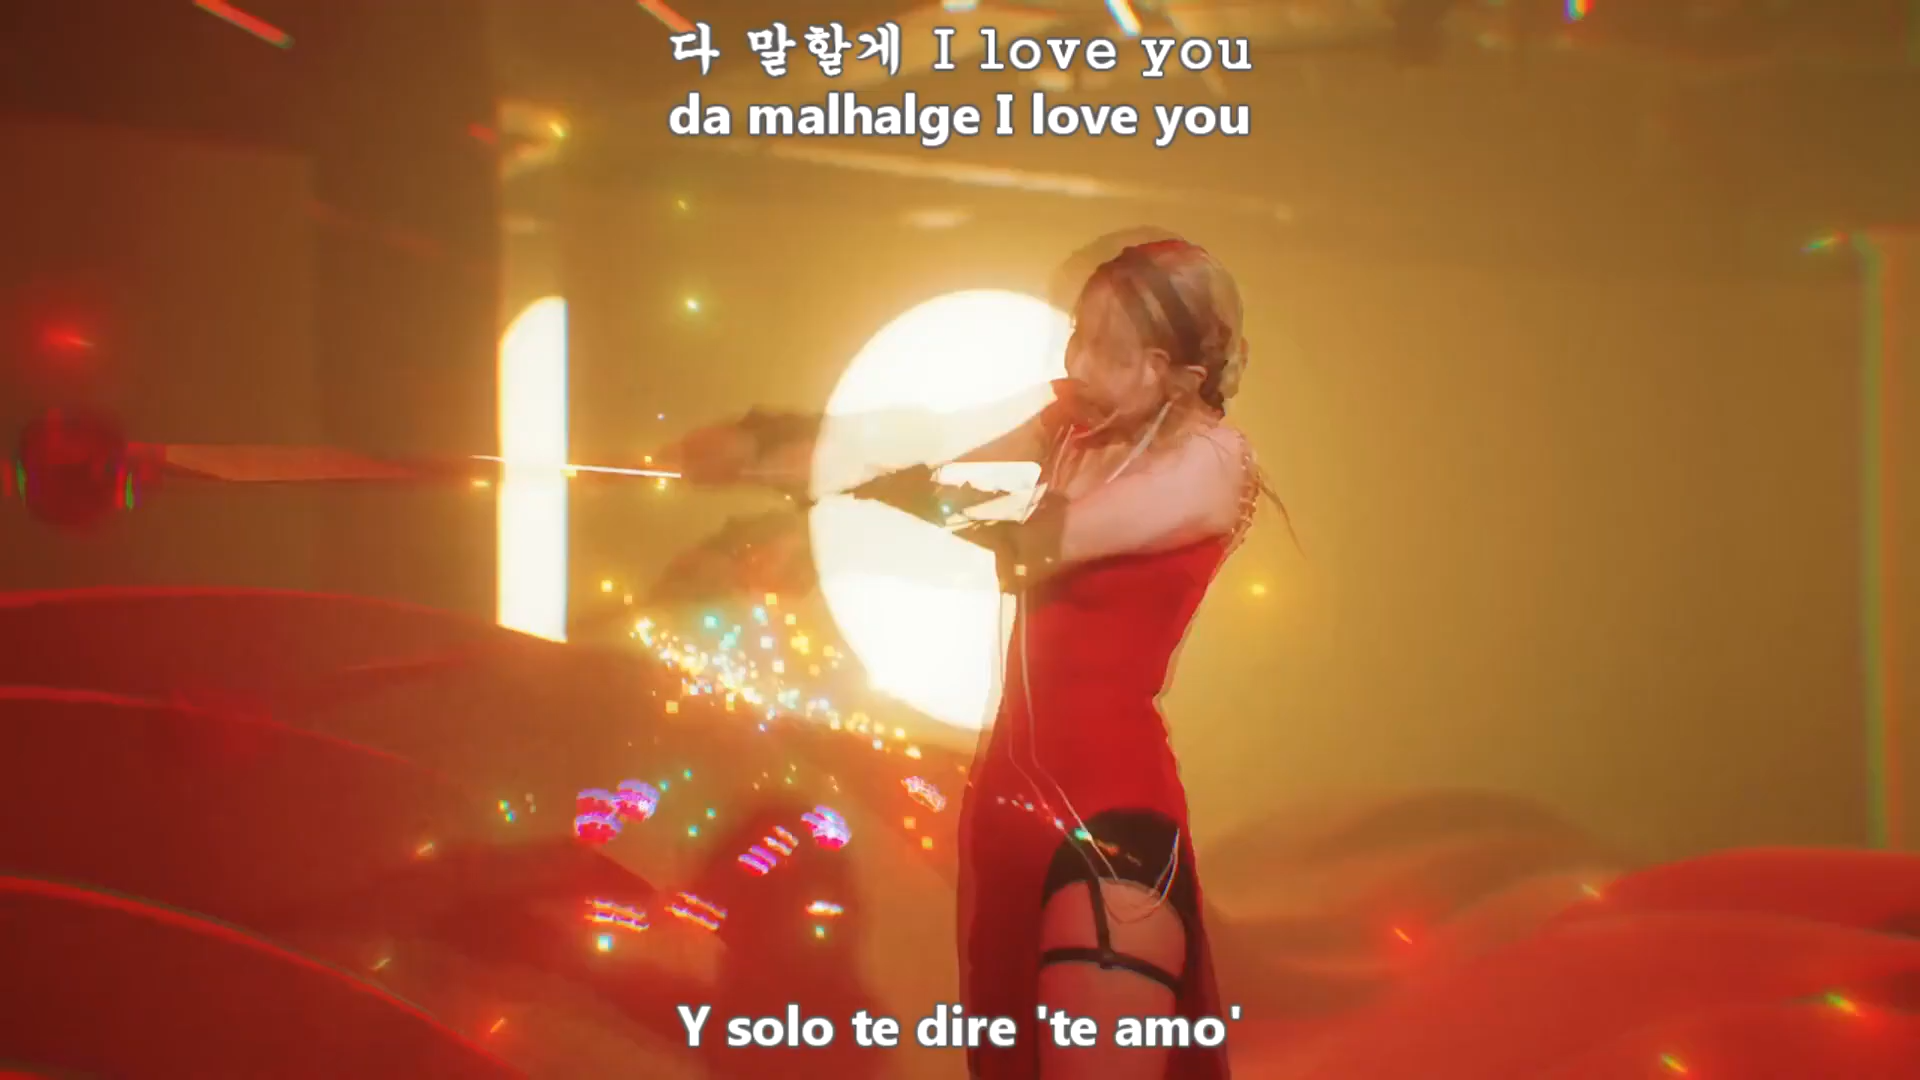 다 말할게 I love you
da malhalge I love you
Y solo te dire 'te amo'